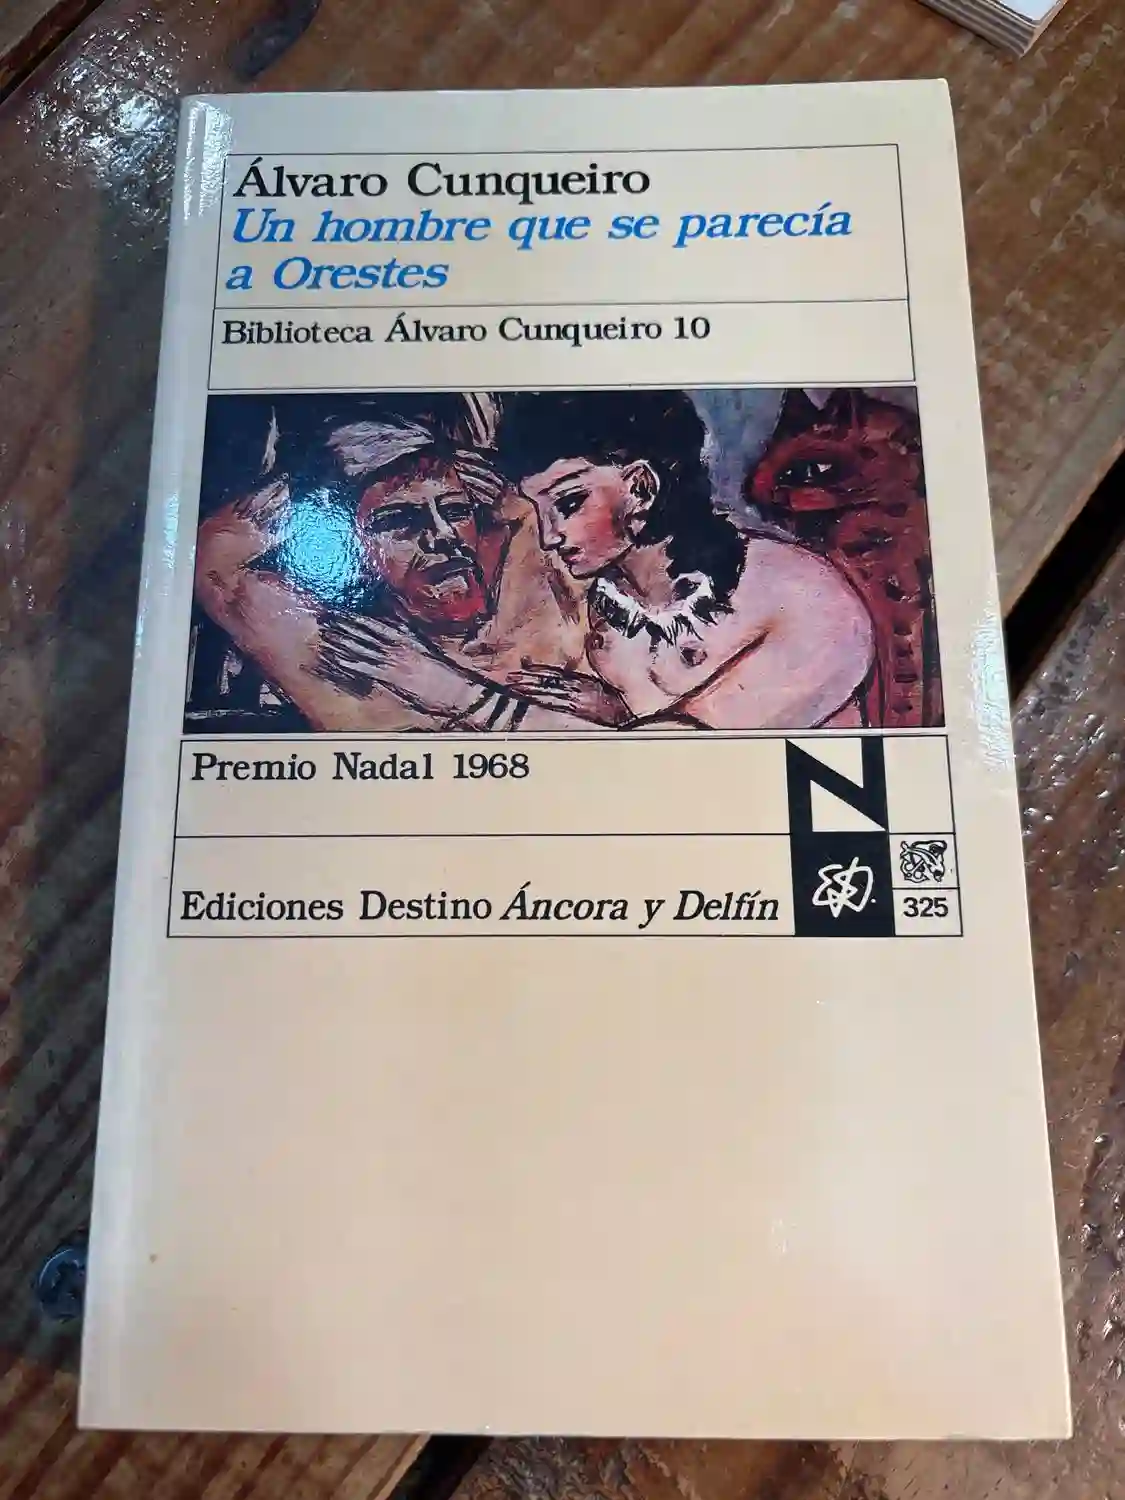 Álvaro Cunqueiro
Un hombre que se parecía
a Orestes
Biblioteca Álvaro Cunqueiro 10
Premio Nadal 1968
N
Ediciones Destino Áncora y Delfín
325